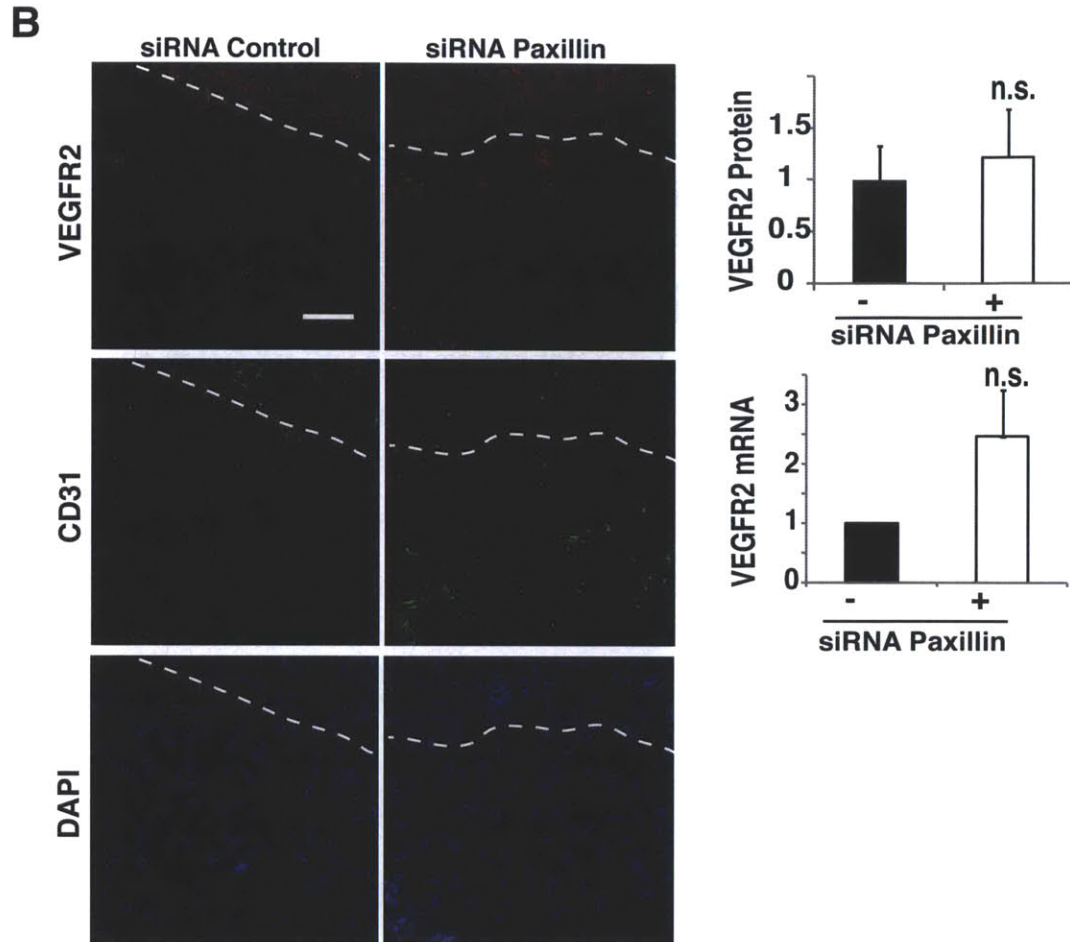 B
siRNA Control
siRNA Paxillin
VEGFR2
CD31
DAPI
VEGFR2 Protein
1.5
1
0.5
0
n.s.
-
+
siRNA Paxillin
VEGFR2 mRNA
3
2
1
0
n.s.
-
+
siRNA Paxillin